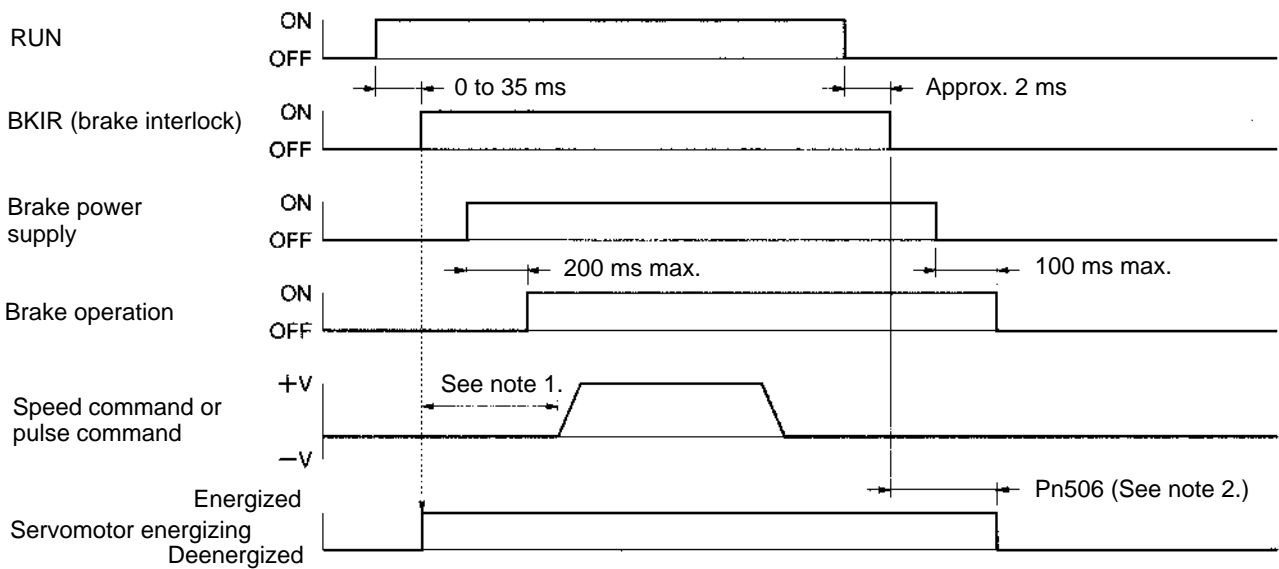 RUN
ON
OFF
0 to 35 ms
Approx. 2 ms
BKIR (brake interlock)
ON
OFF
Brake power
supply
ON
OFF
200 ms max.
100 ms max.
Brake operation
ON
OFF
Speed command or
pulse command
+V
See note 1.
−V
Pn506 (See note 2.)
Servomotor energizing
Energized
Deenergized